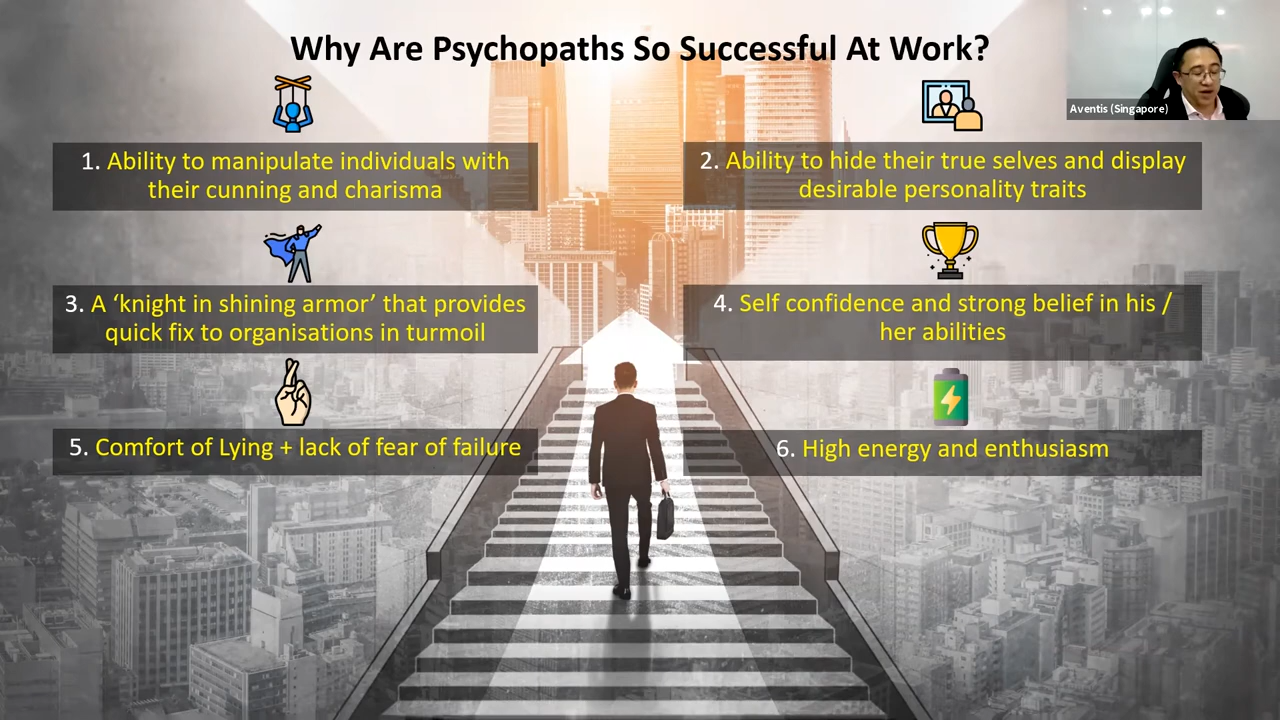 Why Are Psychopaths So Successful At Work?
Aventis (Singapore)
1. Ability to manipulate individuals with
their cunning and charisma
2. Ability to hide their true selves and display
desirable personality traits
3. A ‘knight in shining armor’ that provides
quick fix to organisations in turmoil
4. Self confidence and strong belief in his /
her abilities
5. Comfort of Lying + lack of fear of failure
6. High energy and enthusiasm